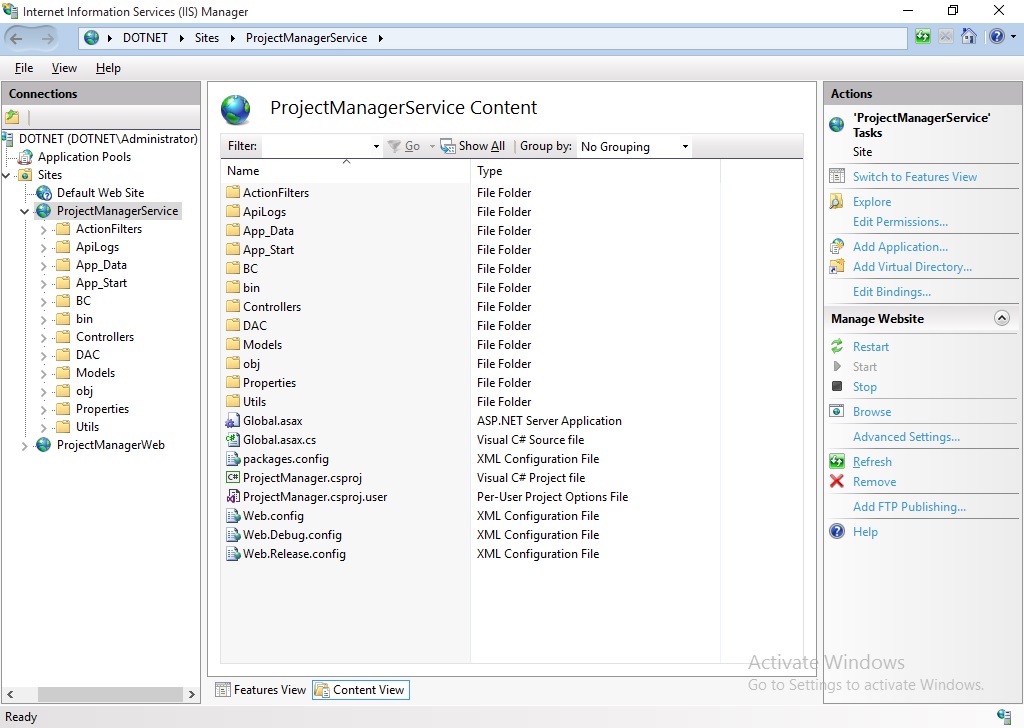 Internet Information Services (IIS) Manager
DOTNET Sites ProjectManagerService
File View Help
Connections
DOTNET (DOTNET\Administrator)
Application Pools
Sites
Default Web Site
ProjectManagerService
ActionFilters
ApiLogs
App_Data
App_Start
BC
bin
Controllers
DAC
Models
obj
Properties
Utils
ProjectManagerWeb
ProjectManagerService Content
Filter: Go Show All Group by: No Grouping
Name Type
ActionFilters File Folder
ApiLogs File Folder
App_Data File Folder
App_Start File Folder
BC File Folder
bin File Folder
Controllers File Folder
DAC File Folder
Models File Folder
obj File Folder
Properties File Folder
Utils File Folder
Global.asax ASP.NET Server Application
Global.asax.cs Visual C# Source file
packages.config XML Configuration File
ProjectManager.csproj Visual C# Project file
ProjectManager.csproj.user Per-User Project Options File
Web.config XML Configuration File
Web.Debug.config XML Configuration File
Web.Release.config XML Configuration File
Features View Content View
Actions
'ProjectManagerService'
Tasks
Site
Switch to Features View
Explore
Edit Permissions...
Add Application...
Add Virtual Directory...
Edit Bindings...
Manage Website
Restart
Start
Stop
Browse
Advanced Settings...
Refresh
Remove
Add FTP Publishing...
Help
Activate Windows
Go to Settings to activate Windows.
Ready